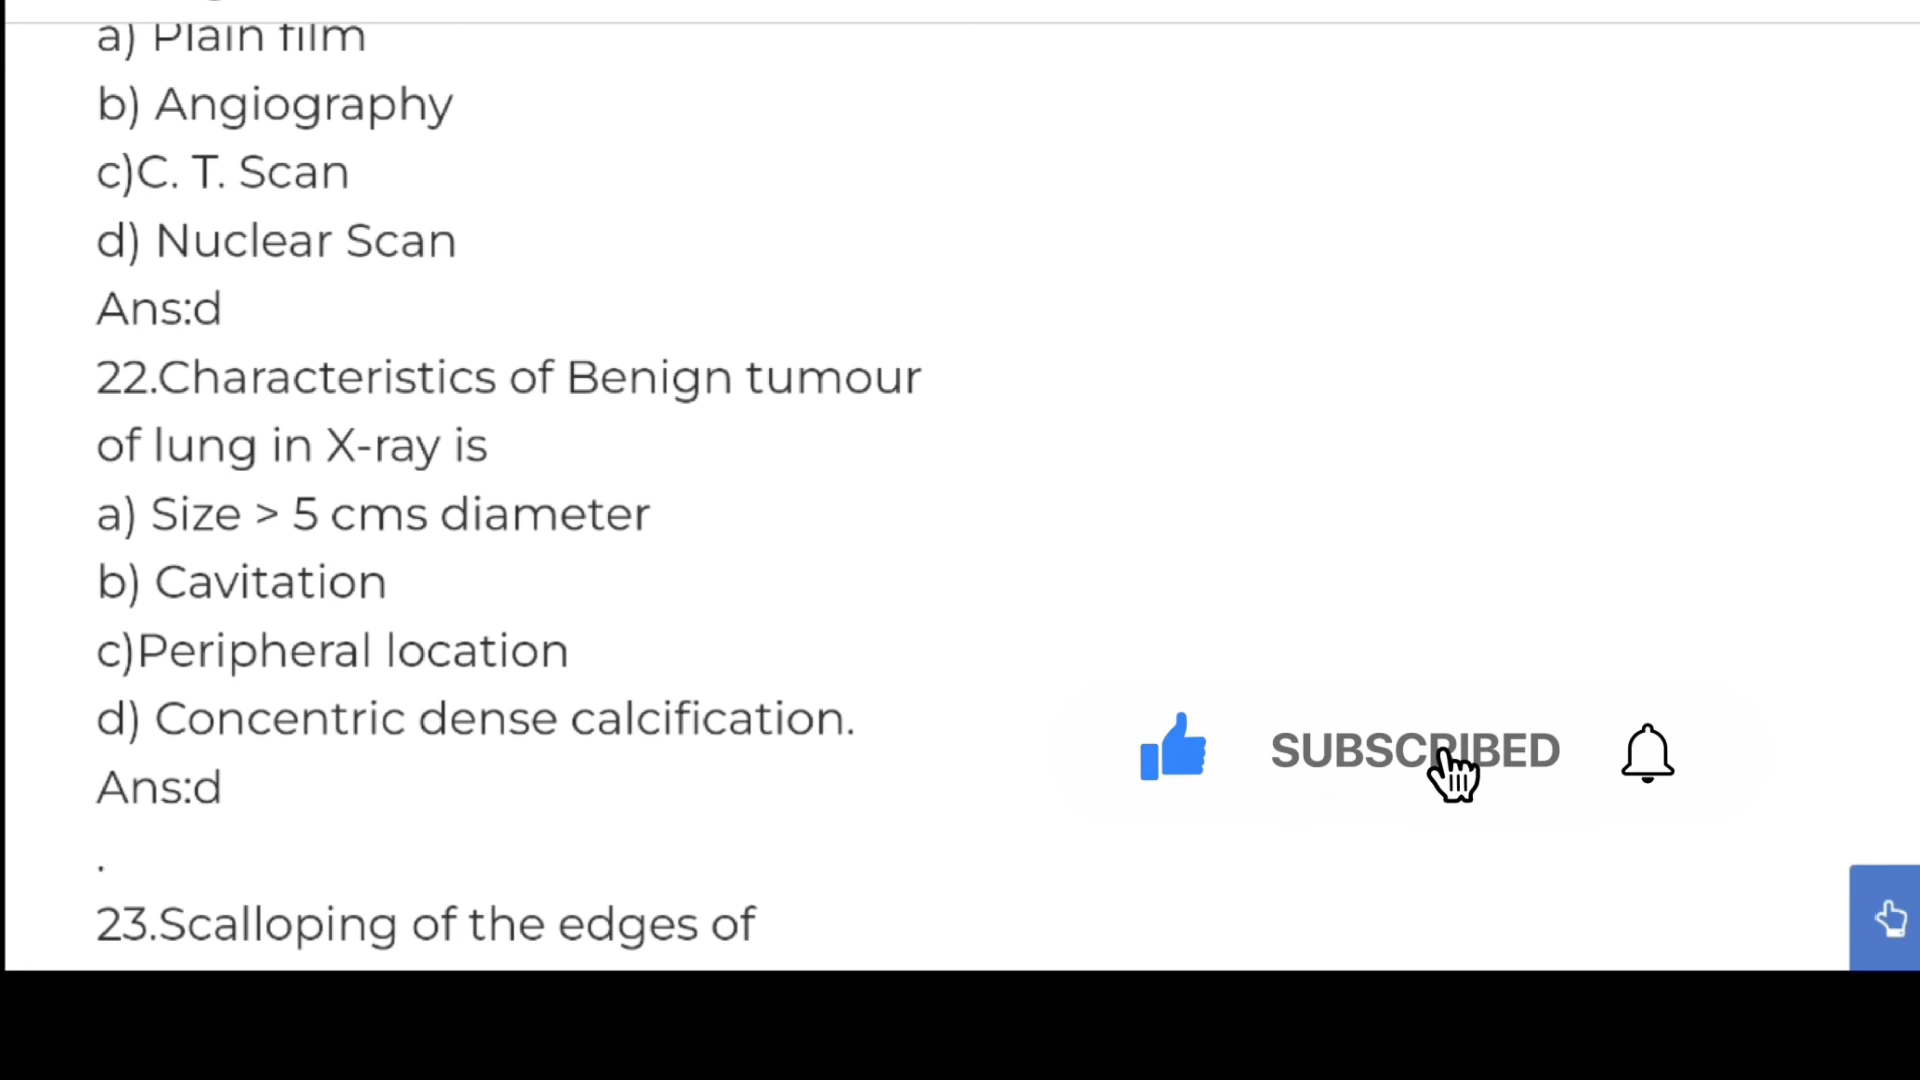 a) Plain film
b) Angiography
c)C. T. Scan
d) Nuclear Scan
Ans:d
22.Characteristics of Benign tumour
of lung in X-ray is
a) Size > 5 cms diameter
b) Cavitation
c)Peripheral location
d) Concentric dense calcification.
SUBSCRIBED
Ans:d
.
23.Scalloping of the edges of